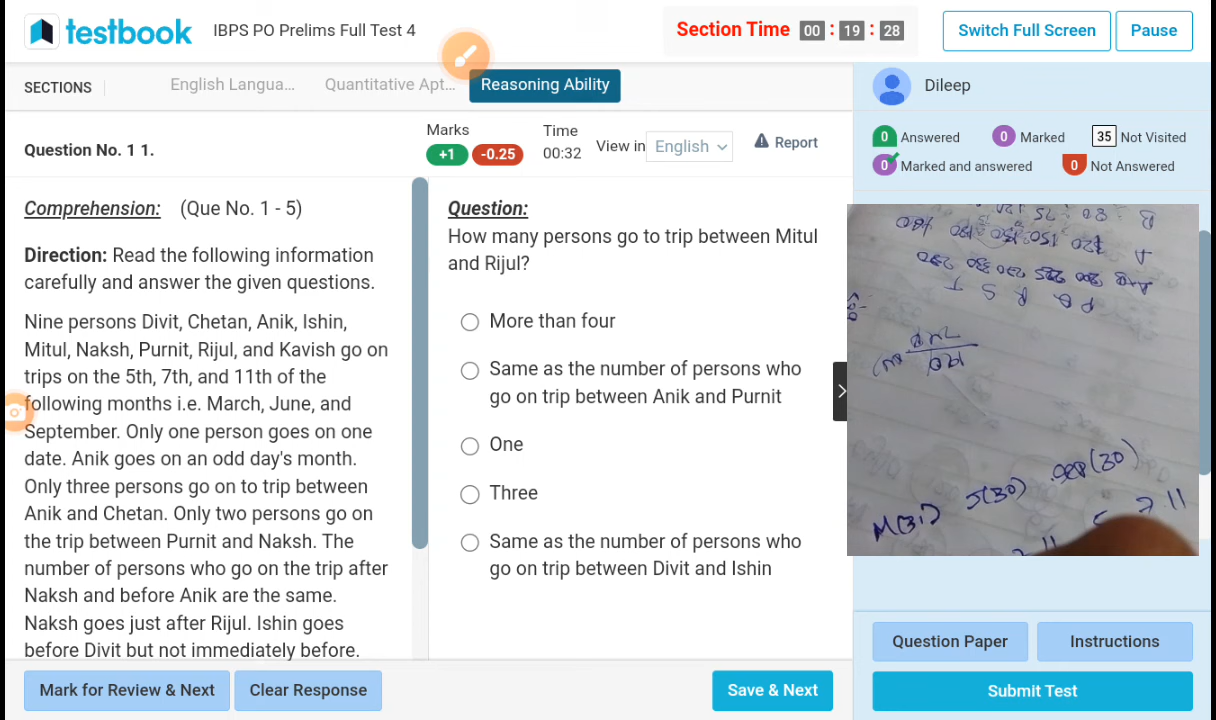 testbook
IBPS PO Prelims Full Test 4
Section Time 00 : 19 : 28
Switch Full Screen
Pause
SECTIONS
English Langua...
Quantitative Apt...
Reasoning Ability
Dileep
Question No. 1 1.
Marks
+1 -0.25
Time
00:32
View in English
Report
0 Answered
0 Marked
35 Not Visited
0 Marked and answered
0 Not Answered
Comprehension: (Que No. 1 - 5)
Direction: Read the following information
carefully and answer the given questions.
Nine persons Divit, Chetan, Anik, Ishin,
Mitul, Naksh, Purnit, Rijul, and Kavish go on
trips on the 5th, 7th, and 11th of the
following months i.e. March, June, and
September. Only one person goes on one
date. Anik goes on an odd day's month.
Only three persons go on to trip between
Anik and Chetan. Only two persons go on
the trip between Purnit and Naksh. The
number of persons who go on the trip after
Naksh and before Anik are the same.
Naksh goes just after Rijul. Ishin goes
before Divit but not immediately before.
Question:
How many persons go to trip between Mitul
and Rijul?
More than four
Same as the number of persons who
go on trip between Anik and Purnit
One
Three
Same as the number of persons who
go on trip between Divit and Ishin
M(31) J(30) (30)
7 11
Mark for Review & Next
Clear Response
Save & Next
Question Paper
Instructions
Submit Test